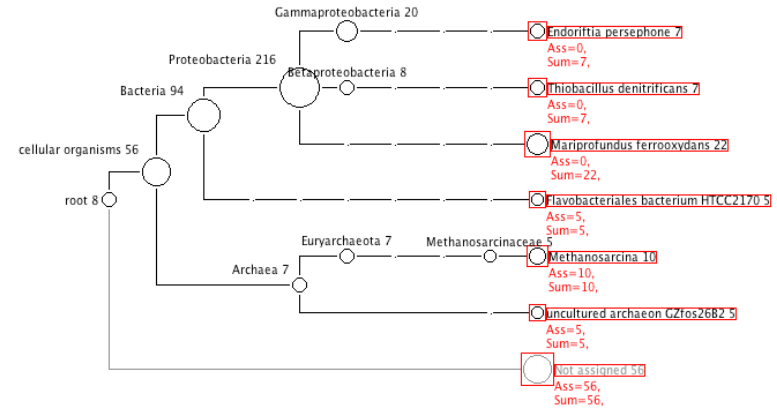 Gammaproteobacteria 20
Endoriftia persephone 7
Ass=0,
Sum=7,
Proteobacteria 216
Betaproteobacteria 8
Thiobacillus denitrificans 7
Ass=0,
Sum=7,
Bacteria 94
Mariprofundus ferrooxydans 22
Ass=0,
Sum=22,
cellular organisms 56
root 8
Flavobacteriales bacterium HTCC2170 5
Ass=5,
Sum=5,
Euryarchaeota 7
Methanosarcinaceae 5
Methanosarcina 10
Ass=10,
Sum=10,
Archaea 7
uncultured archaeon GZfos26B2 5
Ass=5,
Sum=5,
Not assigned 56
Ass=56,
Sum=56,